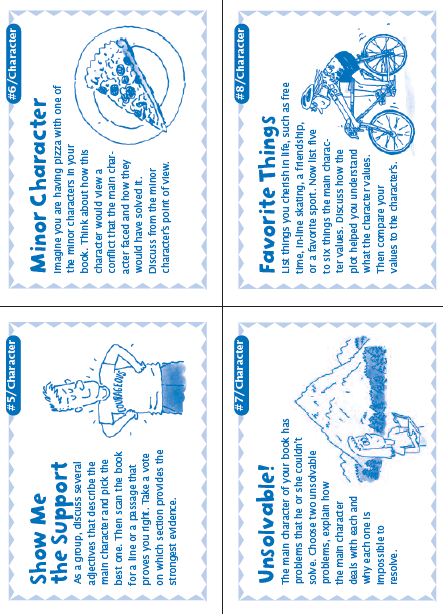 #5/Character
Show Me
the Support
As a group, discuss several
adjectives that describe the
main character and pick the
best one. Then scan the book
for a line or a passage that
proves you right. Take a vote
on which section provides the
strongest evidence.
COURAGEOUS
#6/Character
Minor Character
Imagine you are having pizza with one of
the minor characters in your
book. Think about how this
character would view a
conflict that the main char-
acter faced and how they
would have solved it.
Discuss from the minor
character's point of view.
#7/Character
Unsolvable!
The main character of your book has
problems that he or she couldn't
solve. Choose two unsolvable
problems, explain how
the main character
deals with each and
why each one is
impossible to
resolve.
#8/Character
Favorite Things
List things you cherish in life, such as free
time, in-line skating, a friendship,
or a favorite sport. Now list five
to six things the main charac-
ter values. Discuss how the
plot helped you understand
what the character values.
Then compare your
values to the character's.